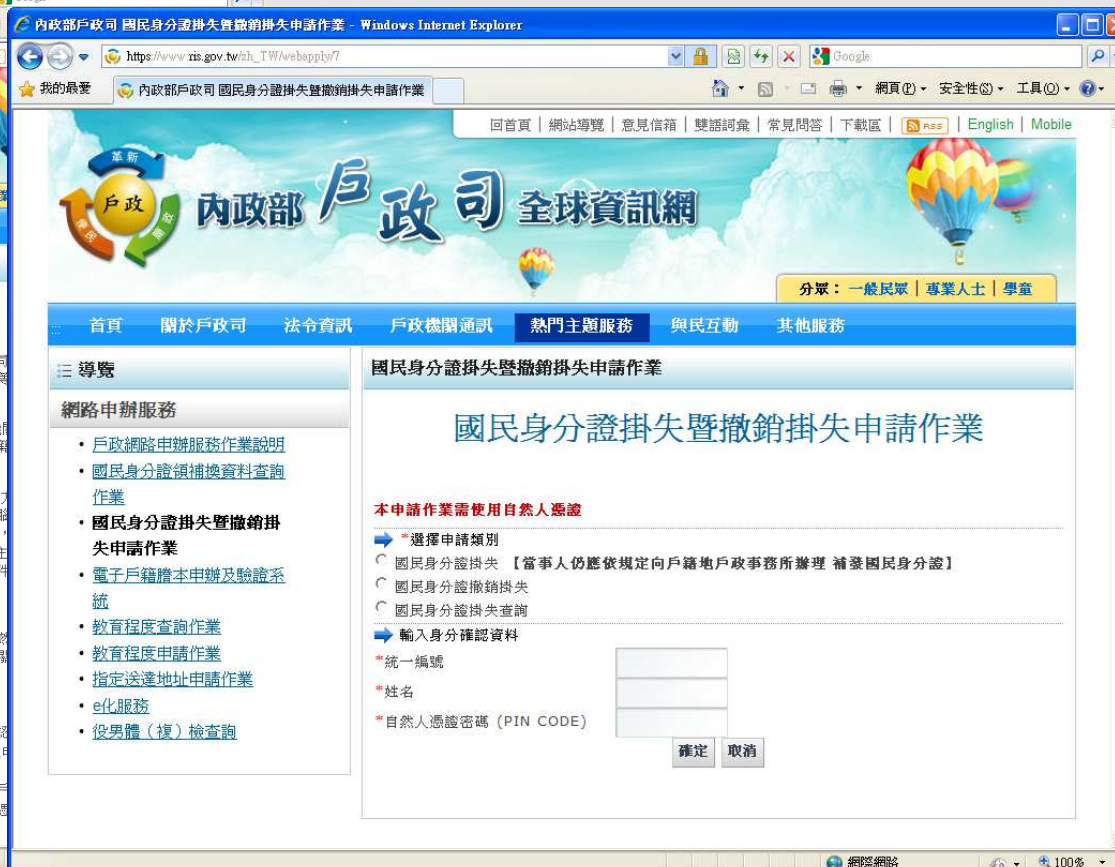 內政部戶政司 國民身分證掛失暨撤銷掛失申請作業 - Windows Internet Explorer
https://www.ris.gov.tw/zh_TW/webapply/7
Google
我的最愛
內政部戶政司 國民身分證掛失暨撤銷掛失申請作業
網頁(P)
安全性(S)
工具(O)
回首頁 | 網站導覽 | 意見信箱 | 雙語詞彙 | 常見問答 | 下載區 | RSS | English | Mobile
革新
戶政
便民
內政部戶政司全球資訊網
分眾：一般民眾 | 專業人士 | 學童
首頁 關於戶政司 法令資訊 戶政機關通訊 熱門主題服務 與民互動 其他服務
導覽
網路申辦服務
• 戶政網路申辦服務作業說明
• 國民身分證領補換資料查詢
作業
• 國民身分證掛失暨撤銷掛
失申請作業
• 電子戶籍謄本申辦及驗證系
統
• 教育程度查詢作業
• 教育程度申請作業
• 指定送達地址申請作業
• e化服務
• 役男體（複）檢查詢
國民身分證掛失暨撤銷掛失申請作業
國民身分證掛失暨撤銷掛失申請作業
本申請作業需使用自然人憑證
*選擇申請類別
國民身分證掛失 【當事人仍應依規定向戶籍地戶政事務所辦理 補發國民身分證】
國民身分證撤銷掛失
國民身分證掛失查詢
輸入身分確認資料
*統一編號
*姓名
*自然人憑證密碼 (PIN CODE)
確定 取消
網際網路
100%